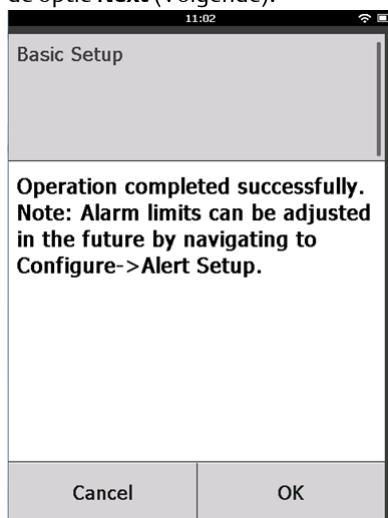 de optie Next (Volgende).
11:02
Basic Setup
Operation completed successfully.
Note: Alarm limits can be adjusted
in the future by navigating to
Configure->Alert Setup.
Cancel
OK